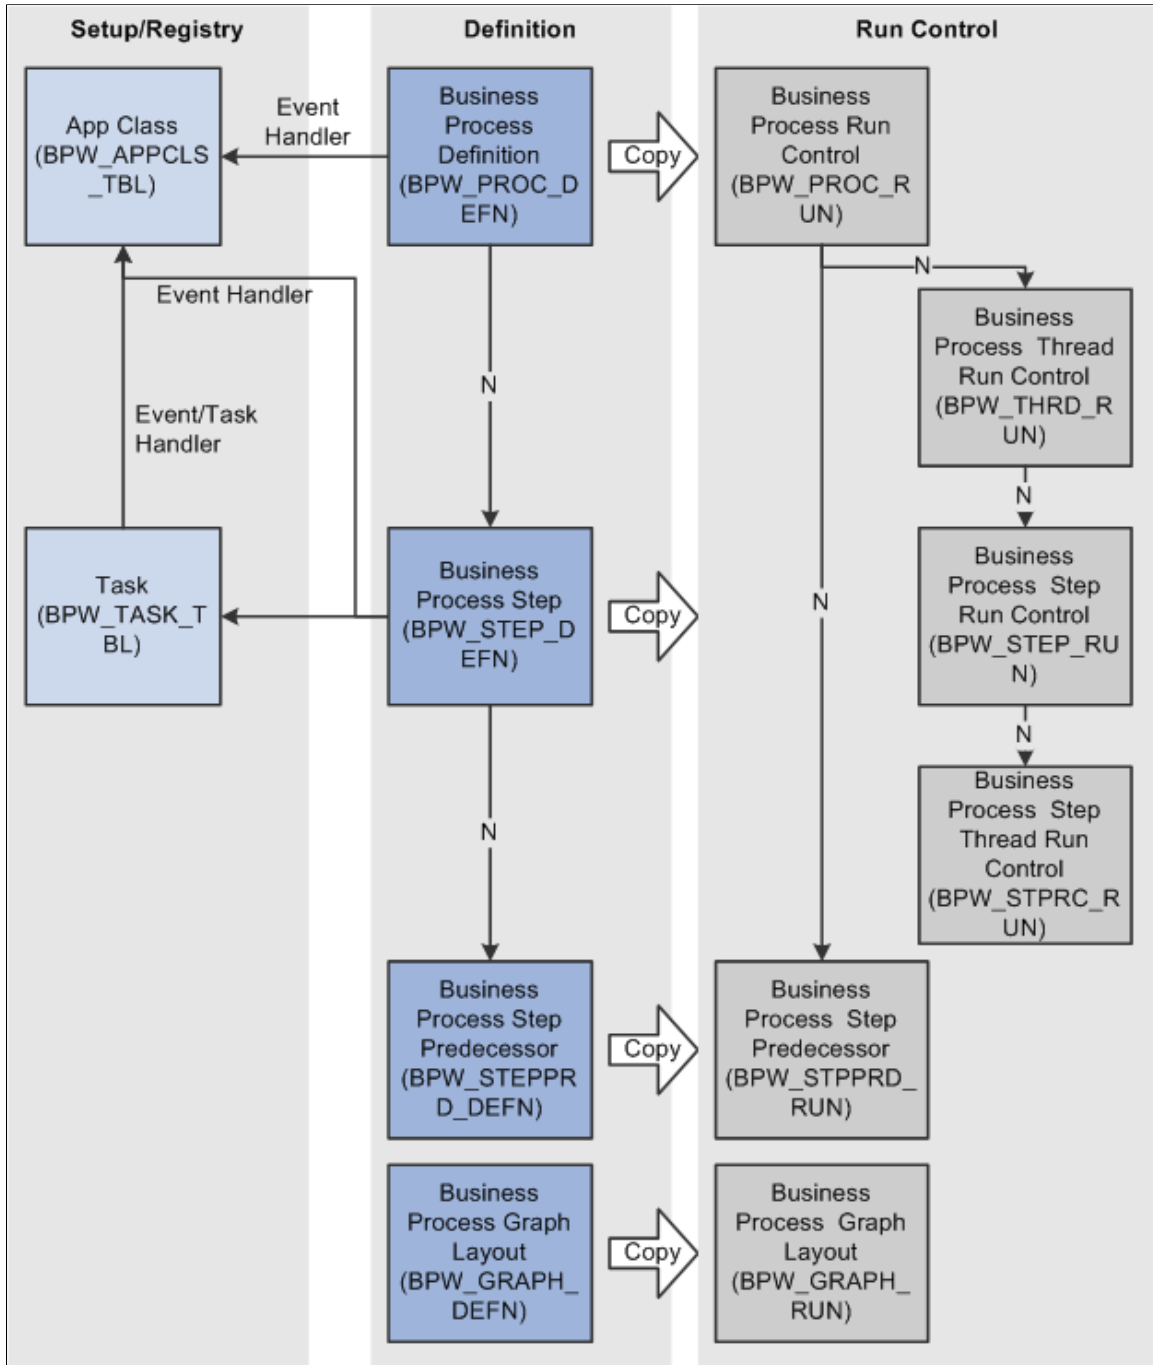 Setup/Registry
Definition
Run Control
App Class
(BPW_APPCLS
_TBL)
Event
Handler
Business
Process
Definition
(BPW_PROC_D
EFN)
Copy
Business
Process Run
Control
(BPW_PROC_R
UN)
N
Event Handler
Business
Process Thread
Run Control
(BPW_THRD_R
UN)
N
Event/Task
Handler
N
Task
(BPW_TASK_T
BL)
Business
Process Step
(BPW_STEP_D
EFN)
Copy
N
Business
Process Step
Run Control
(BPW_STEP_RU
N)
N
N
Business
Process Step
Thread Run
Control
(BPW_STPRC_R
UN)
Business
Process Step
Predecessor
(BPW_STEPPR
D_DEFN)
Copy
Business
Process Step
Predecessor
(BPW_STPPRD_
RUN)
Business
Process Graph
Layout
(BPW_GRAPH_
DEFN)
Copy
Business
Process Graph
Layout
(BPW_GRAPH_
RUN)